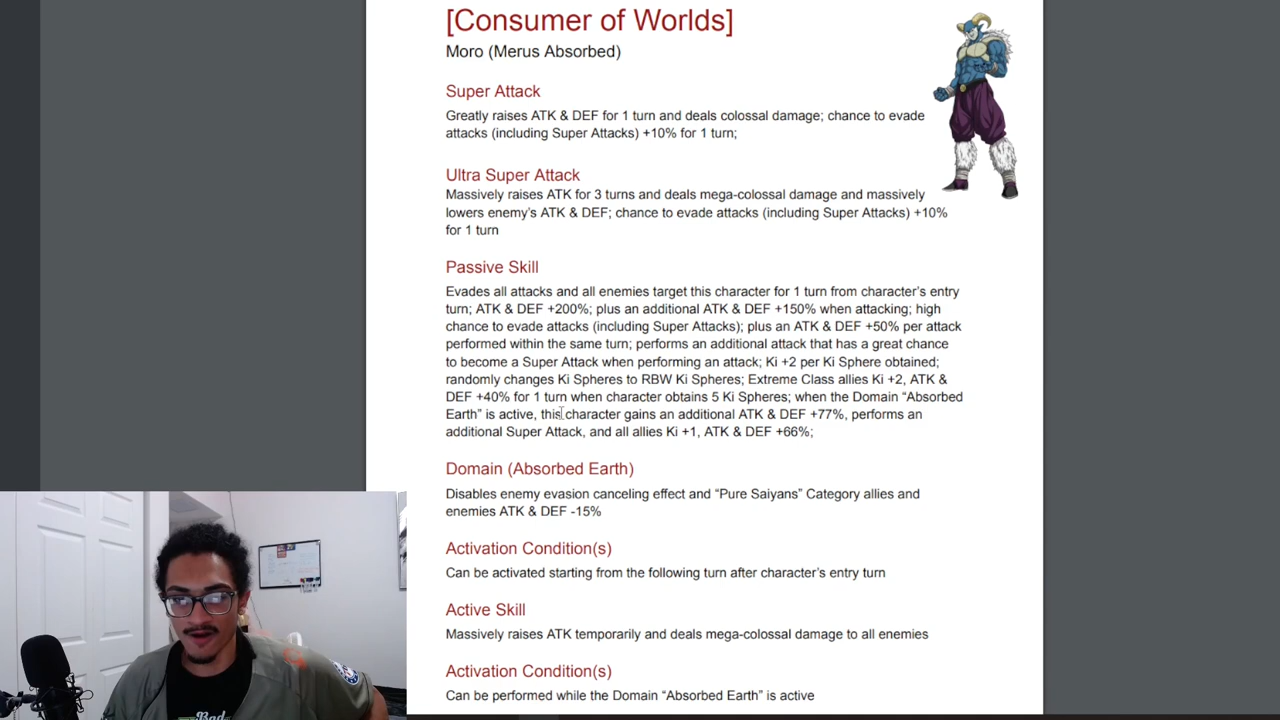 [Consumer of Worlds]
Moro (Merus Absorbed)
Super Attack
Greatly raises ATK & DEF for 1 turn and deals colossal damage; chance to evade
attacks (including Super Attacks) +10% for 1 turn;
Ultra Super Attack
Massively raises ATK for 3 turns and deals mega-colossal damage and massively
lowers enemy's ATK & DEF; chance to evade attacks (including Super Attacks) +10%
for 1 turn
Passive Skill
Evades all attacks and all enemies target this character for 1 turn from character's entry
turn; ATK & DEF +200%; plus an additional ATK & DEF +150% when attacking; high
chance to evade attacks (including Super Attacks); plus an ATK & DEF +50% per attack
performed within the same turn; performs an additional attack that has a great chance
to become a Super Attack when performing an attack; Ki +2 per Ki Sphere obtained;
randomly changes Ki Spheres to RBW Ki Spheres; Extreme Class allies Ki +2, ATK &
DEF +40% for 1 turn when character obtains 5 Ki Spheres; when the Domain “Absorbed
Earth” is active, this character gains an additional ATK & DEF +77%, performs an
additional Super Attack, and all allies Ki +1, ATK & DEF +66%;
Domain (Absorbed Earth)
Disables enemy evasion canceling effect and “Pure Saiyans” Category allies and
enemies ATK & DEF -15%
Activation Condition(s)
Can be activated starting from the following turn after character's entry turn
Active Skill
Massively raises ATK temporarily and deals mega-colossal damage to all enemies
Activation Condition(s)
Can be performed while the Domain “Absorbed Earth” is active
Bad